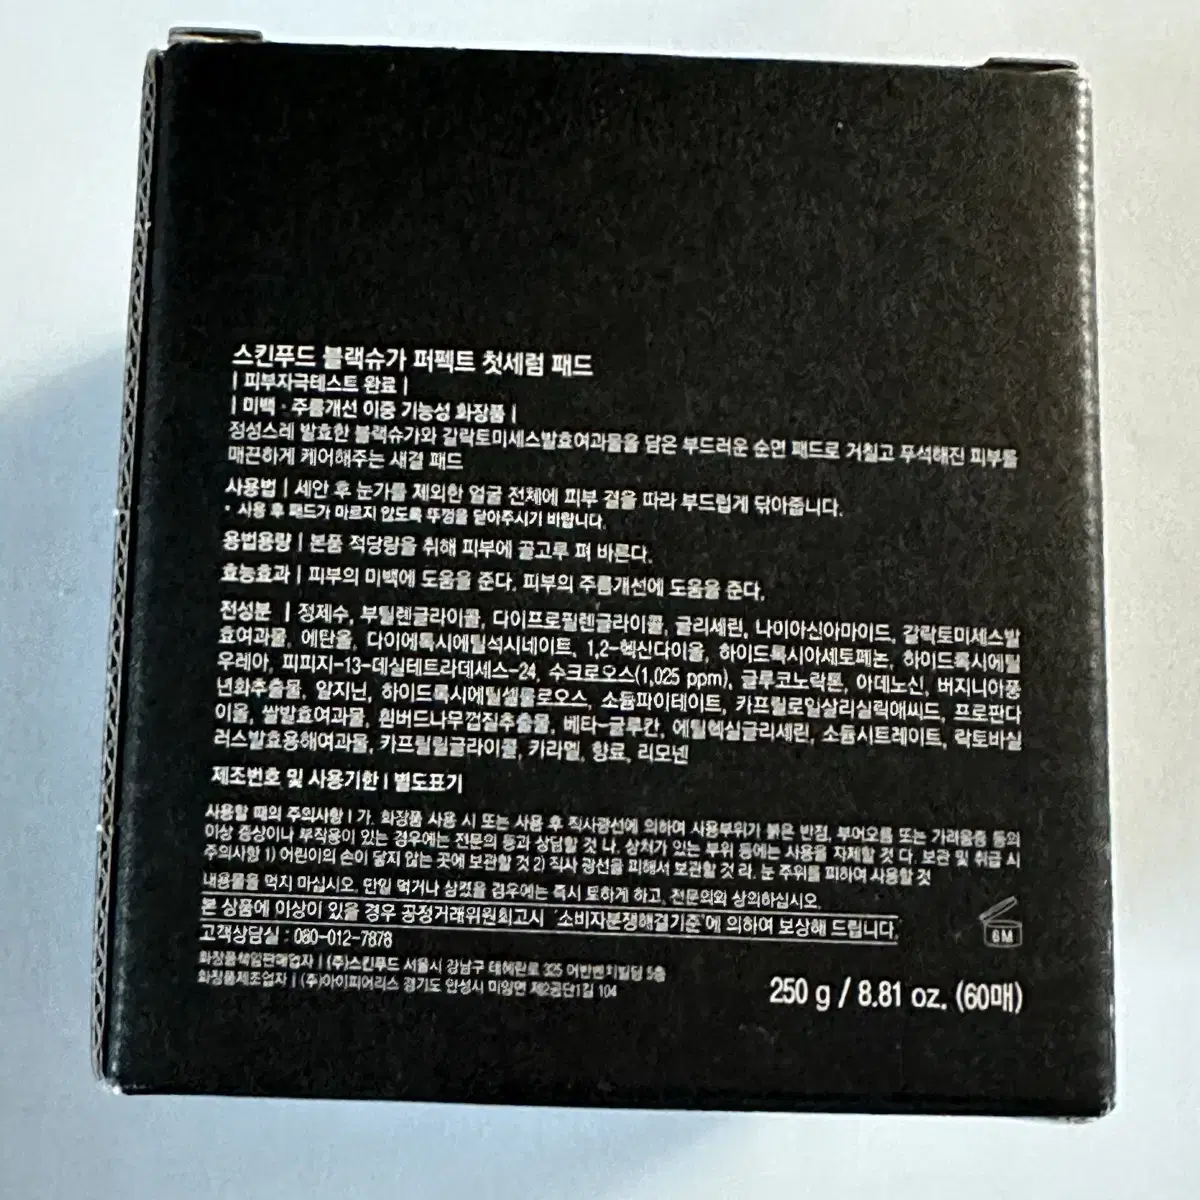 스킨푸드 블랙슈가 퍼펙트 첫세럼 패드
| 피부자극테스트 완료 |
| 미백 · 주름개선 이중 기능성 화장품 |
정성스레 발효한 블랙슈가와 갈락토미세스발효여과물을 담은 부드러운 순면 패드로 거칠고 푸석해진 피부를
매끈하게 케어해주는 새결 패드
사용법 | 세안 후 눈가를 제외한 얼굴 전체에 피부 결을 따라 부드럽게 닦아줍니다.
* 사용 후 패드가 마르지 않도록 뚜껑을 닫아주시기 바랍니다.
용법용량 | 본품 적당량을 취해 피부에 골고루 펴 바른다.
효능효과 | 피부의 미백에 도움을 준다. 피부의 주름개선에 도움을 준다.
전성분 | 정제수, 부틸렌글라이콜, 다이프로필렌글라이콜, 글리세린, 나이아신아마이드, 갈락토미세스발
효여과물, 에탄올, 다이에톡시에틸석시네이트, 1,2-헥산다이올, 하이드록시아세토페논, 하이드록시에틸
우레아, 피피지-13-데실테트라데세스-24, 수크로오스(1,025 ppm), 글루코노락톤, 아데노신, 버지니아풍
년화추출물, 알지닌, 하이드록시에틸셀룰로오스, 소듐파이테이트, 카프릴로일살리실릭애씨드, 프로판다
이올, 쌀발효여과물, 흰버드나무껍질추출물, 베타-글루칸, 에틸헥실글리세린, 소듐시트레이트, 락토바실
러스발효용해여과물, 카프릴릴글라이콜, 카라멜, 향료, 리모넨
제조번호 및 사용기한 | 별도표기
사용할 때의 주의사항 | 가. 화장품 사용 시 또는 사용 후 직사광선에 의하여 사용부위가 붉은 반점, 부어오름 또는 가려움증 등의
이상 증상이나 부작용이 있는 경우에는 전문의 등과 상담할 것 나. 상처가 있는 부위 등에는 사용을 자제할 것 다. 보관 및 취급 시
주의사항 1) 어린이의 손이 닿지 않는 곳에 보관할 것 2) 직사 광선을 피해서 보관할 것 라. 눈 주위를 피하여 사용할 것
내용물을 먹지 마십시오. 만일 먹거나 삼켰을 경우에는 즉시 토하게 하고, 전문의와 상의하십시오.
본 상품에 이상이 있을 경우 공정거래위원회고시 '소비자분쟁해결기준'에 의하여 보상해 드립니다.
6M
고객상담실 : 080-012-7878
화장품책임판매업자 | (주)스킨푸드 서울시 강남구 테헤란로 325 어반벤치빌딩 5층
화장품제조업자 | (주)아이피어리스 경기도 안성시 미양면 제2공단1길 104
250 g / 8.81 oz. (60매)